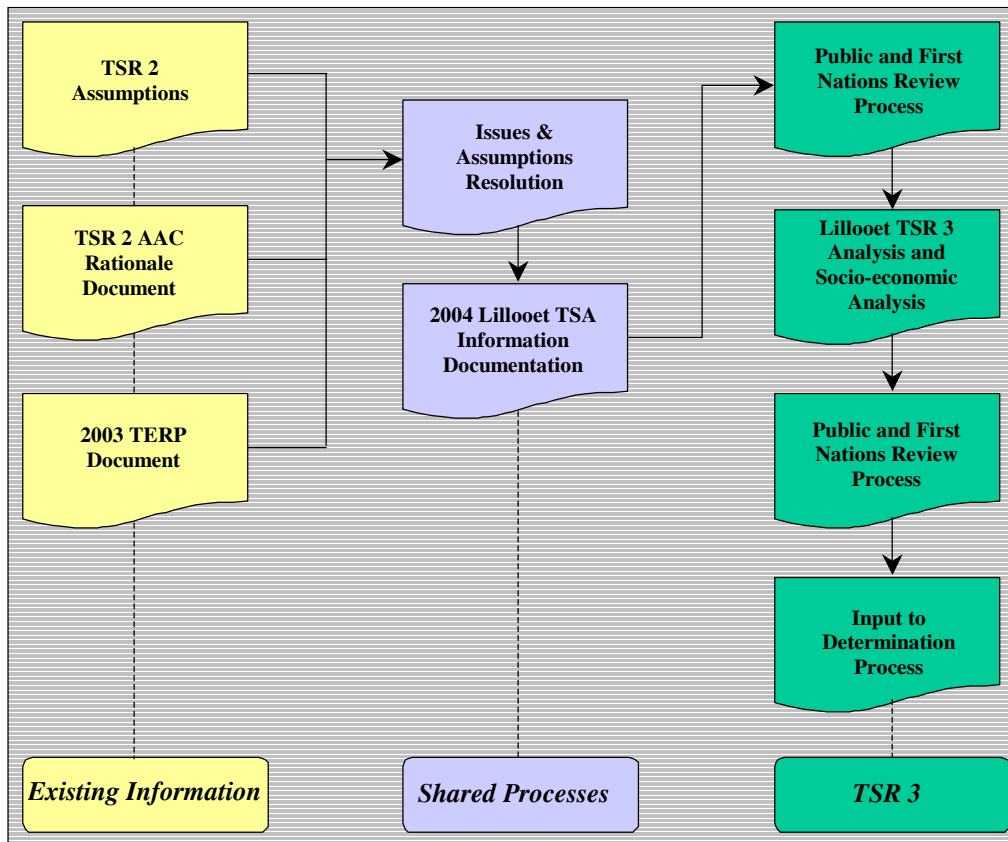 TSR 2
Assumptions
TSR 2 AAC
Rationale
Document
2003 TERP
Document
Existing Information
Issues &
Assumptions
Resolution
2004 Lillooet TSA
Information
Documentation
Shared Processes
Public and First
Nations Review
Process
Lillooet TSR 3
Analysis and
Socio-economic
Analysis
Public and First
Nations Review
Process
Input to
Determination
Process
TSR 3